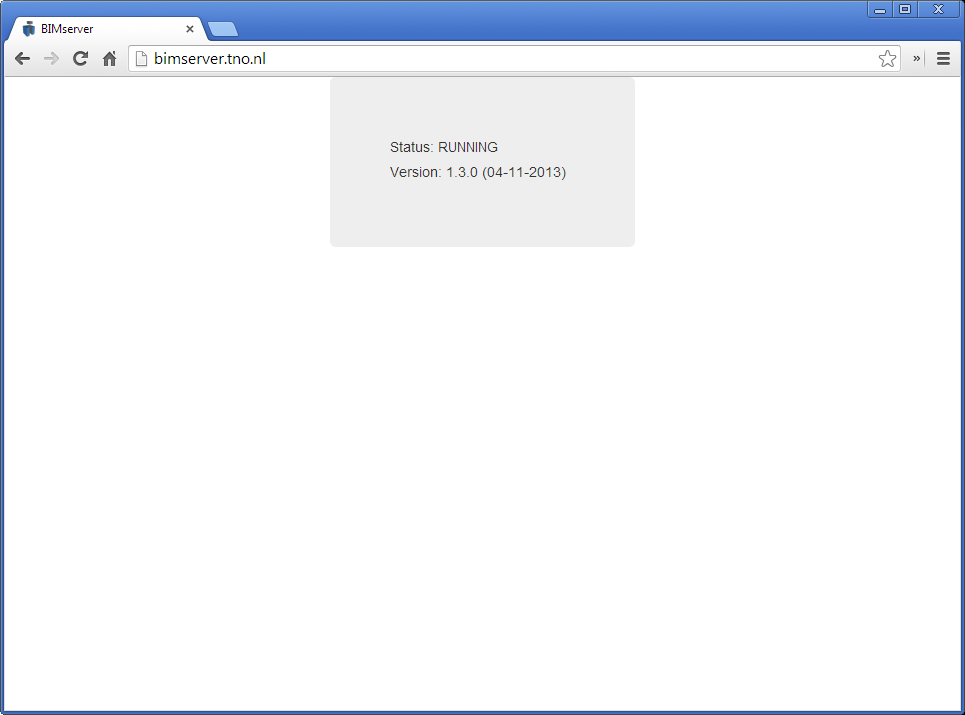 BIMserver
bimserver.tno.nl
Status: RUNNING
Version: 1.3.0 (04-11-2013)